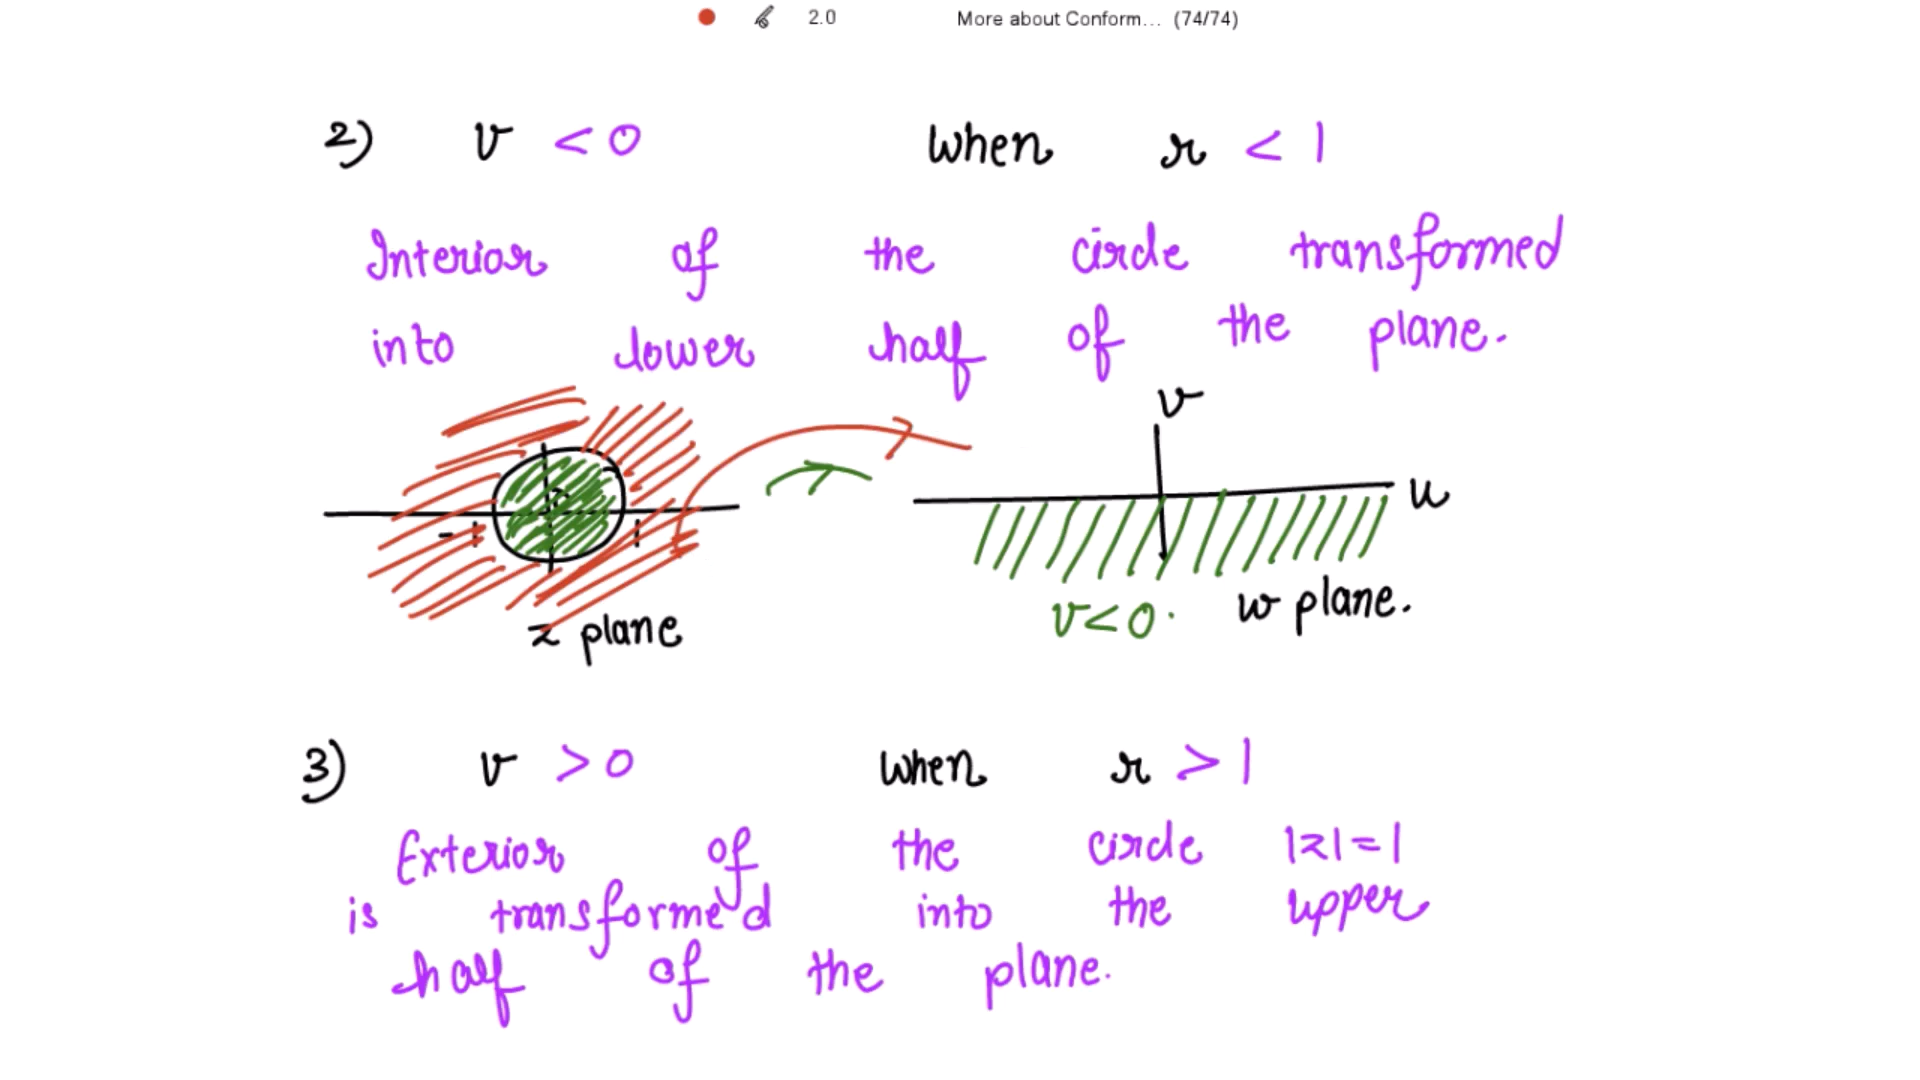 2.0 More about Conform... (74/74)
2) v < 0 when r < 1
Interior of the circle transformed
into lower half of the plane.
v
u
-1 1
z plane
v<0.
w plane.
3) v > 0 when r > 1
Exterior of the circle |z|=1
is transformed into the upper
half of the plane.